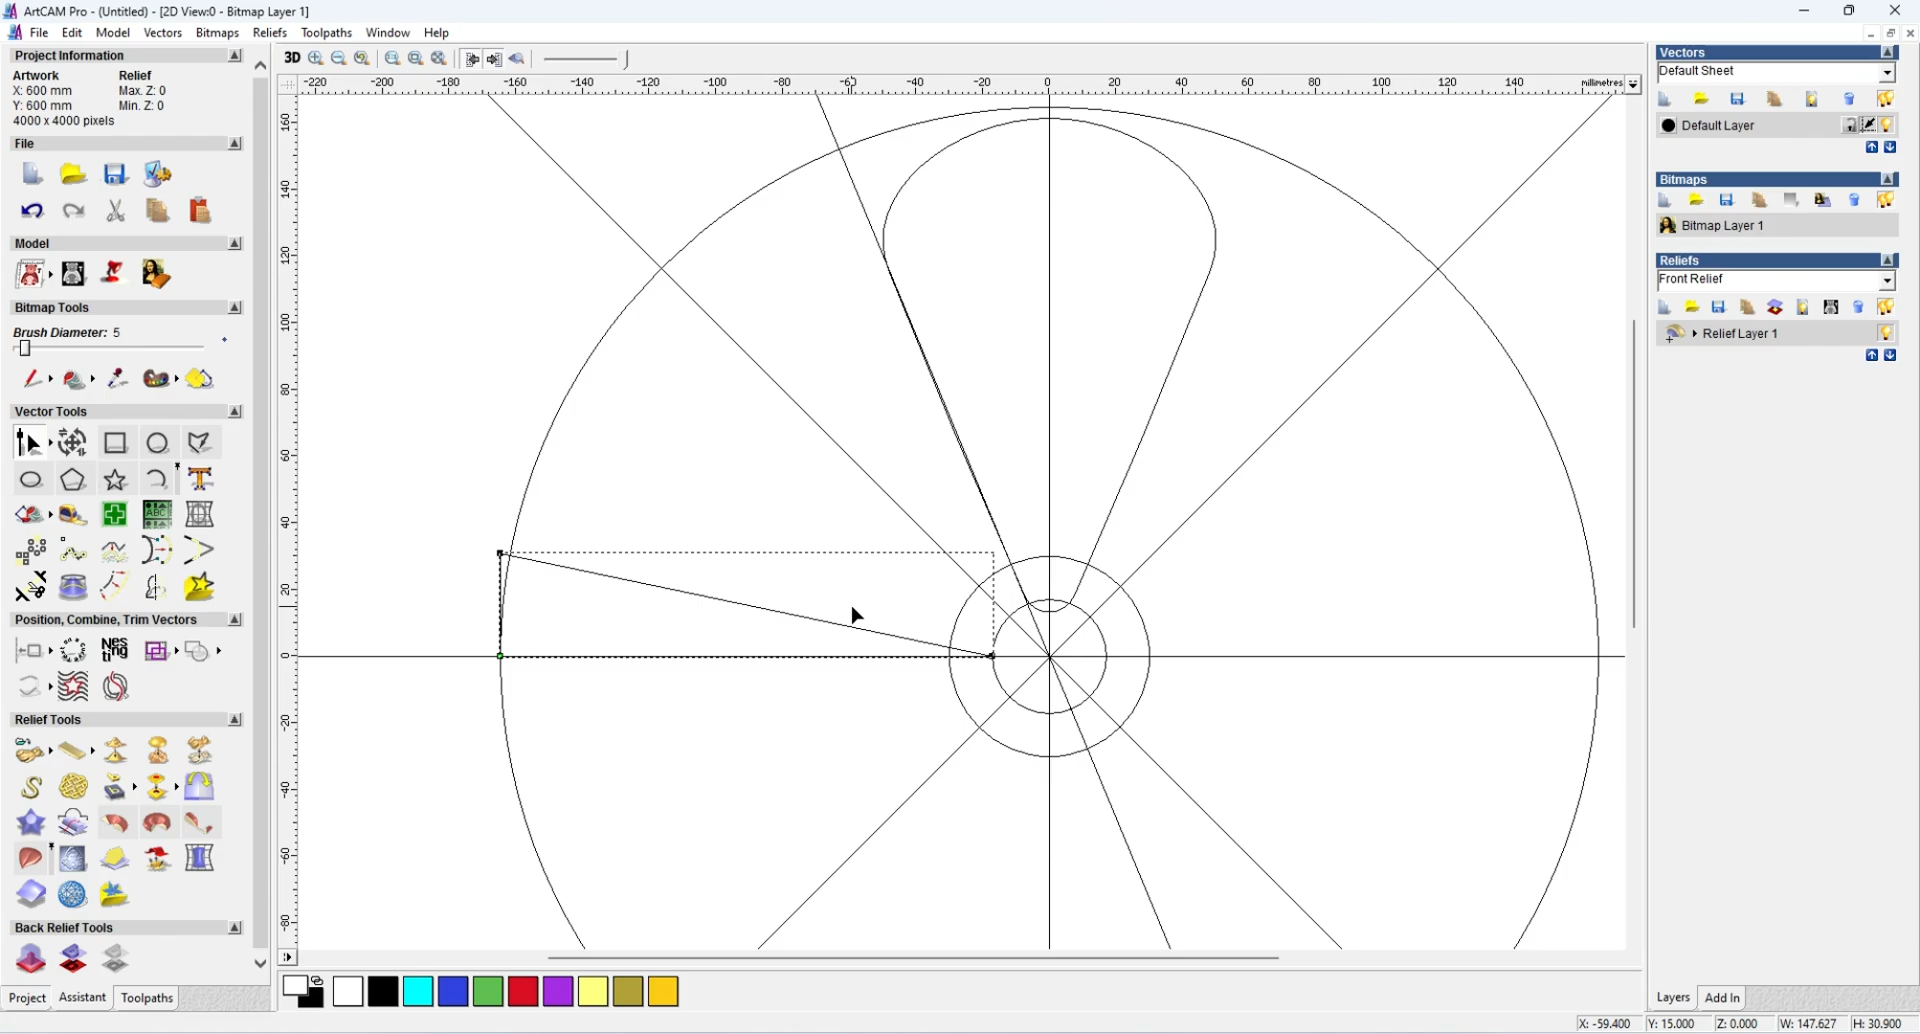 ArtCAM Pro - (Untitled) - [2D View:0 - Bitmap Layer 1]
File Edit Model Vectors Bitmaps Reliefs Toolpaths Window Help
Project Information
Artwork Relief
X: 600 mm Max. Z: 0
Y: 600 mm Min. Z: 0
4000 x 4000 pixels
File
Model
Bitmap Tools
Brush Diameter: 5
Vector Tools
Position, Combine, Trim Vectors
Relief Tools
Back Relief Tools
Project Assistant Toolpaths
3D
-220 -200 -180 -160 -140 -120 -100 -80 -60 -40 -20 0 20 40 60 80 100 120 140 millimetres
160
140
120
100
80
60
40
20
0
-20
-40
-60
-80
Vectors
Default Sheet
Default Layer
Bitmaps
Bitmap Layer 1
Reliefs
Front Relief
Relief Layer 1
Layers Add In
X: -59.400 Y: 15.000 Z: 0.000 W: 147.627 H: 30.900